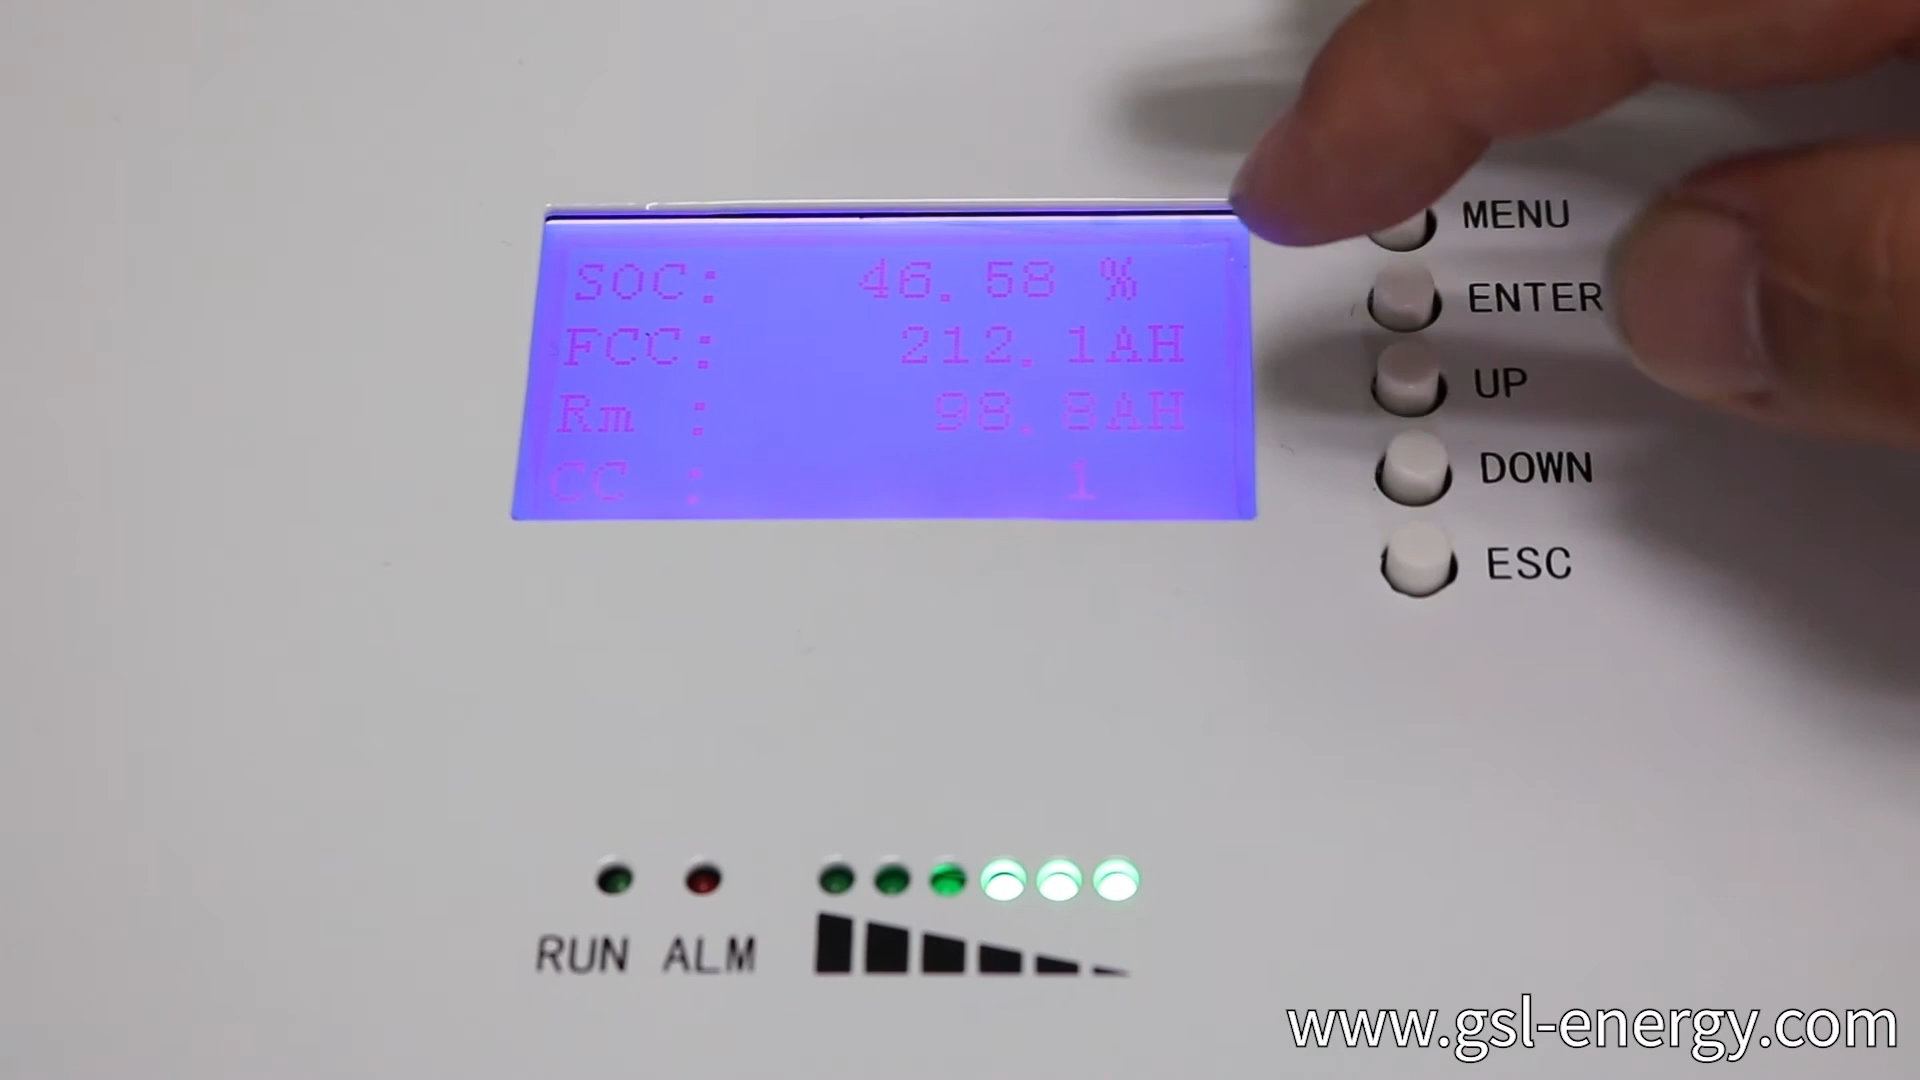 SOC: 46.58 %
FCC: 212.1AH
Rm : 98.8AH
CC : 1
MENU
ENTER
UP
DOWN
ESC
RUN ALM
www.gsl-energy.com